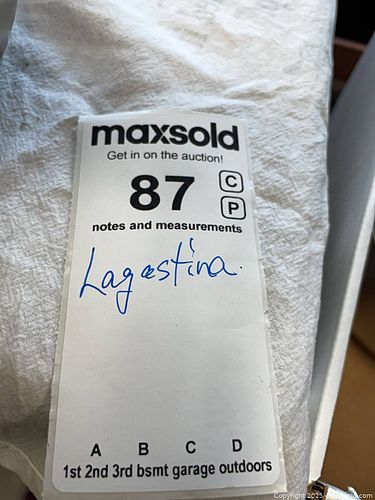 maxsold
Get in on the auction!
87 C
P
notes and measurements
Lagostina.
A B C D
1st 2nd 3rd bsmt garage outdoors